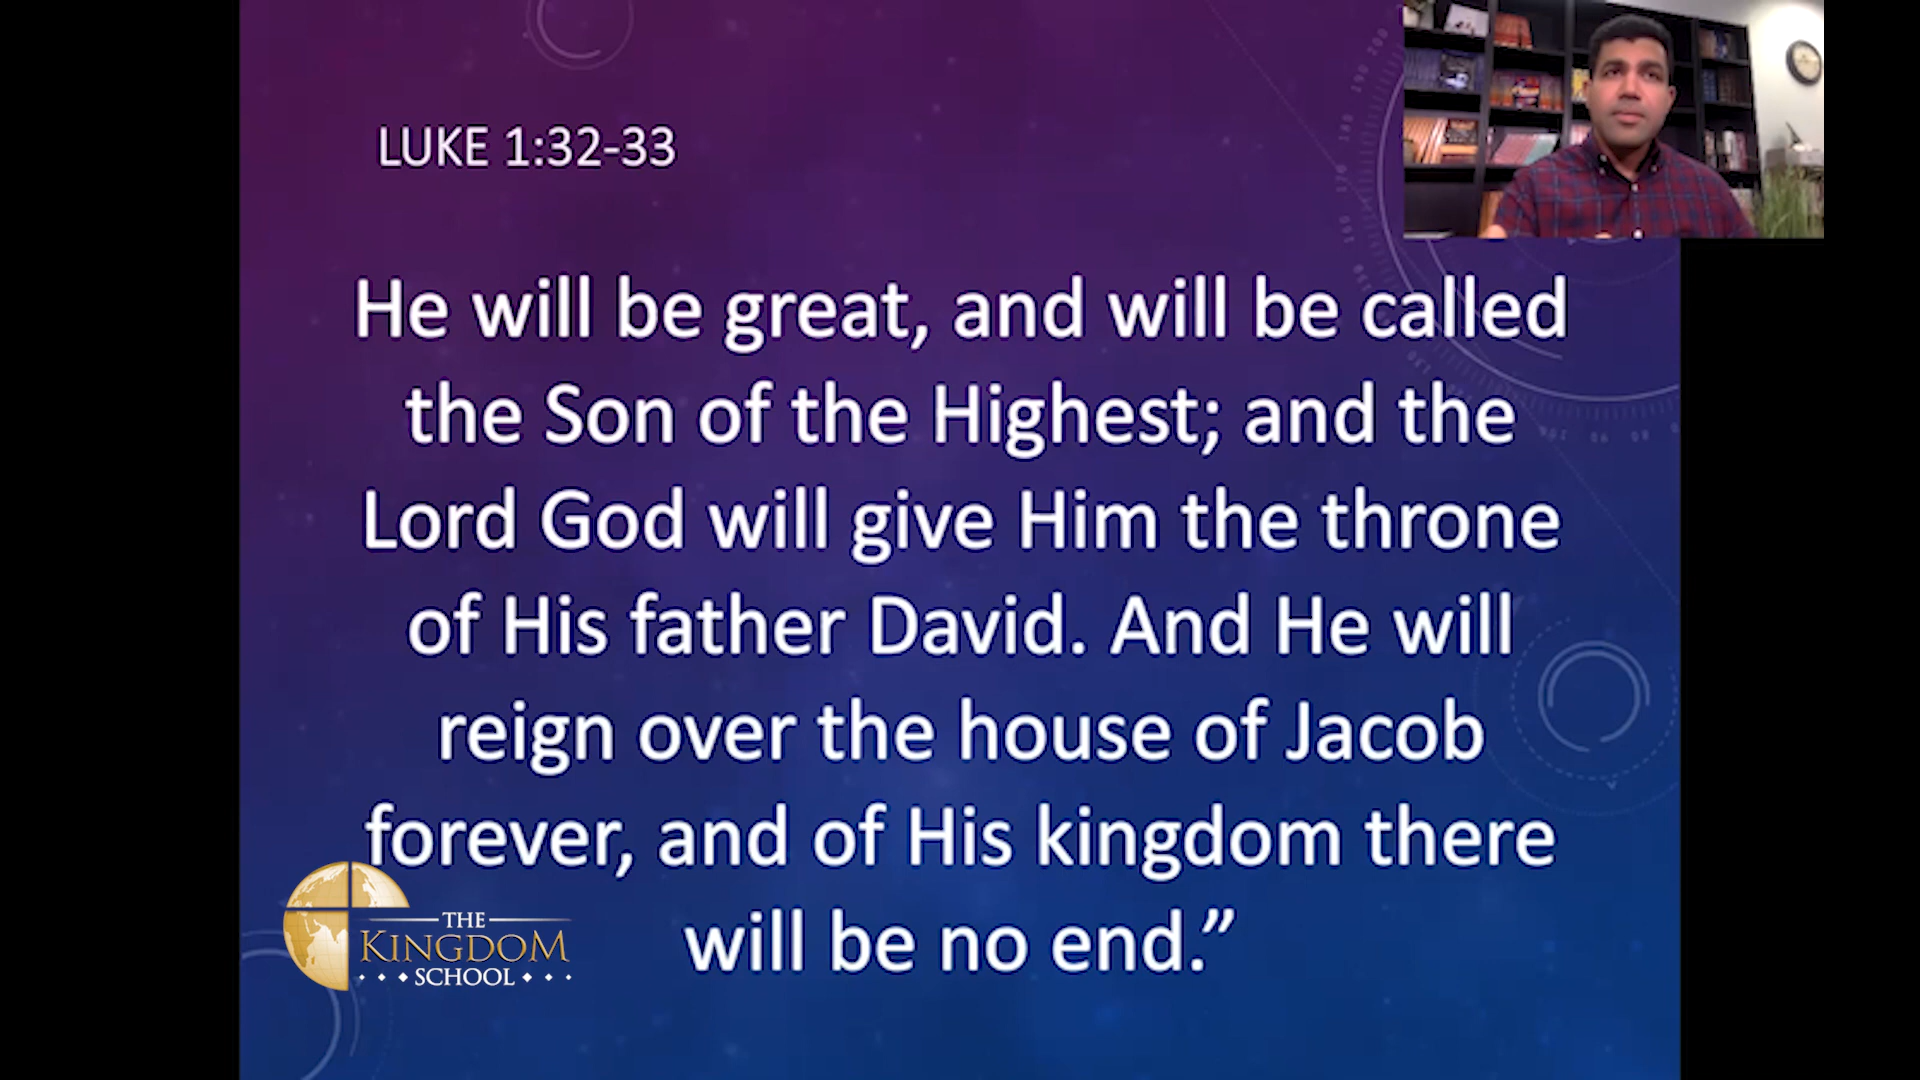 LUKE 1:32-33
He will be great, and will be called
the Son of the Highest; and the
Lord God will give Him the throne
of His father David. And He will
reign over the house of Jacob
forever, and of His kingdom there
will be no end.”
THE
KINGDOM
SCHOOL